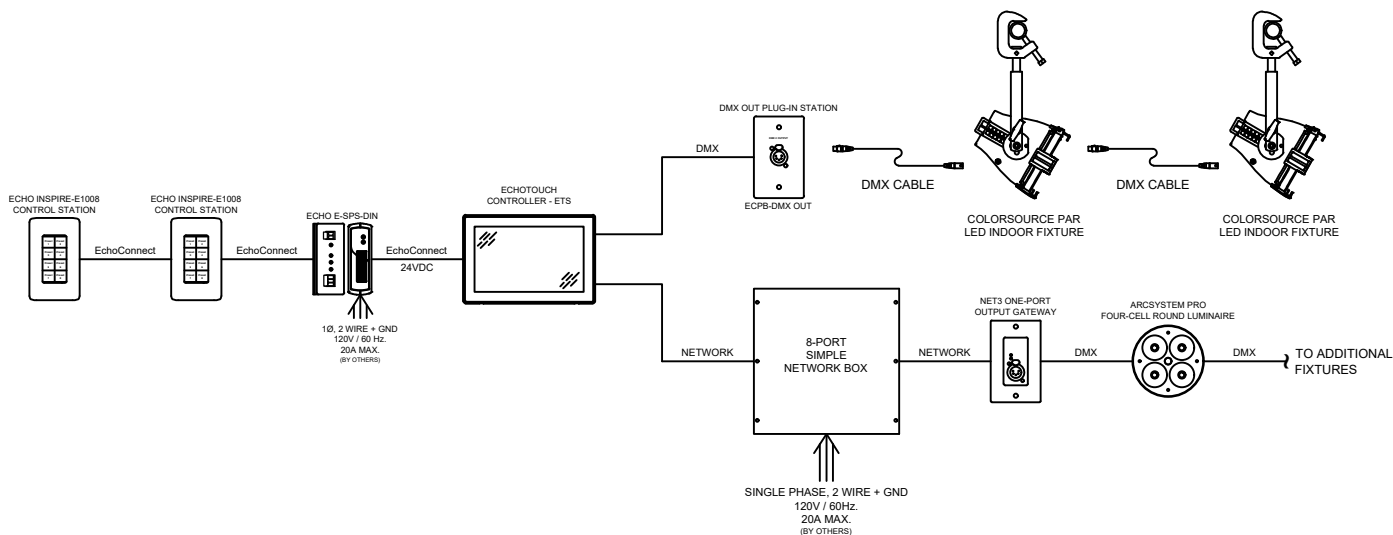 ECHO INSPIRE-E1008
CONTROL STATION
ECHO INSPIRE-E1008
CONTROL STATION
EchoConnect
EchoConnect
ECHO E-SPS-DIN
1Ø, 2 WIRE + GND
120V / 60 Hz.
20A MAX.
(BY OTHERS)
EchoConnect
24VDC
ECHOTOUCH
CONTROLLER - ETS
DMX
DMX OUT PLUG-IN STATION
ECPB-DMX OUT
DMX CABLE
COLORSOURCE PAR
LED INDOOR FIXTURE
DMX CABLE
COLORSOURCE PAR
LED INDOOR FIXTURE
NETWORK
8-PORT
SIMPLE
NETWORK BOX
SINGLE PHASE, 2 WIRE + GND
120V / 60Hz.
20A MAX.
(BY OTHERS)
NETWORK
NET3 ONE-PORT
OUTPUT GATEWAY
DMX
ARCSYSTEM PRO
FOUR-CELL ROUND LUMINAIRE
DMX
TO ADDITIONAL
FIXTURES